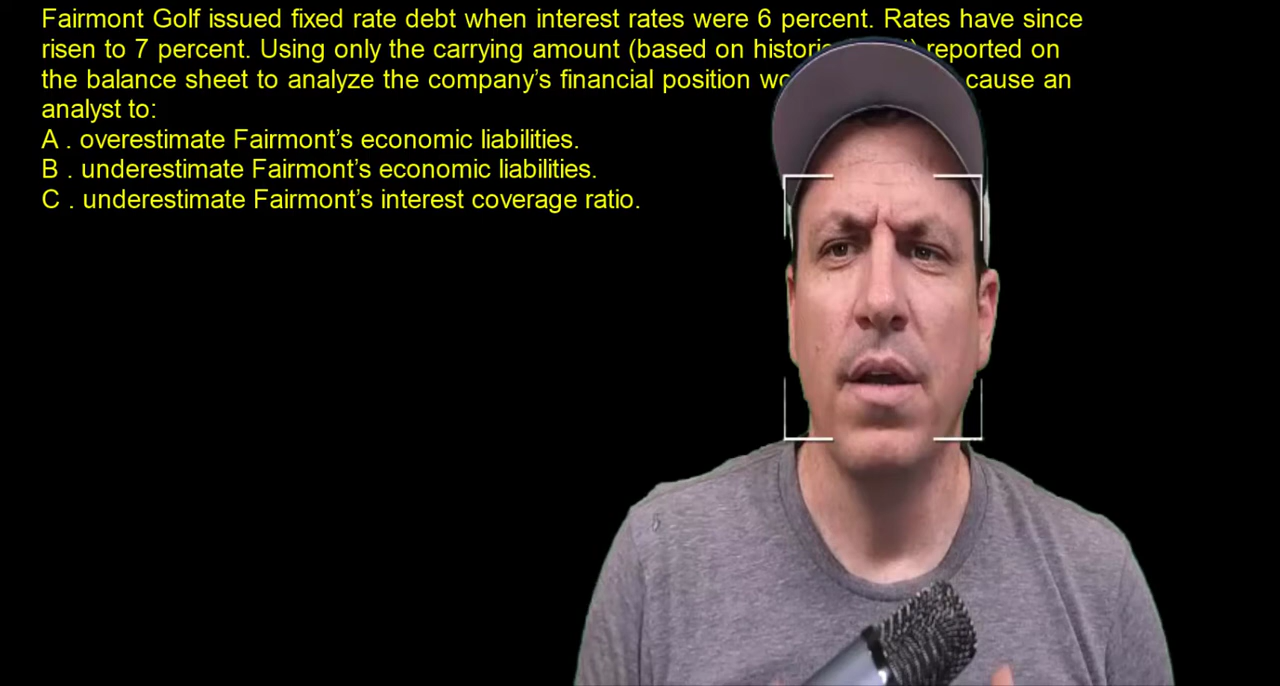 Fairmont Golf issued fixed rate debt when interest rates were 6 percent. Rates have since
risen to 7 percent. Using only the carrying amount (based on reported on
the balance sheet to analyze the company’s financial position cause an
analyst to:
A . overestimate Fairmont’s economic liabilities.
B . underestimate Fairmont’s economic liabilities.
C . underestimate Fairmont’s interest coverage ratio.